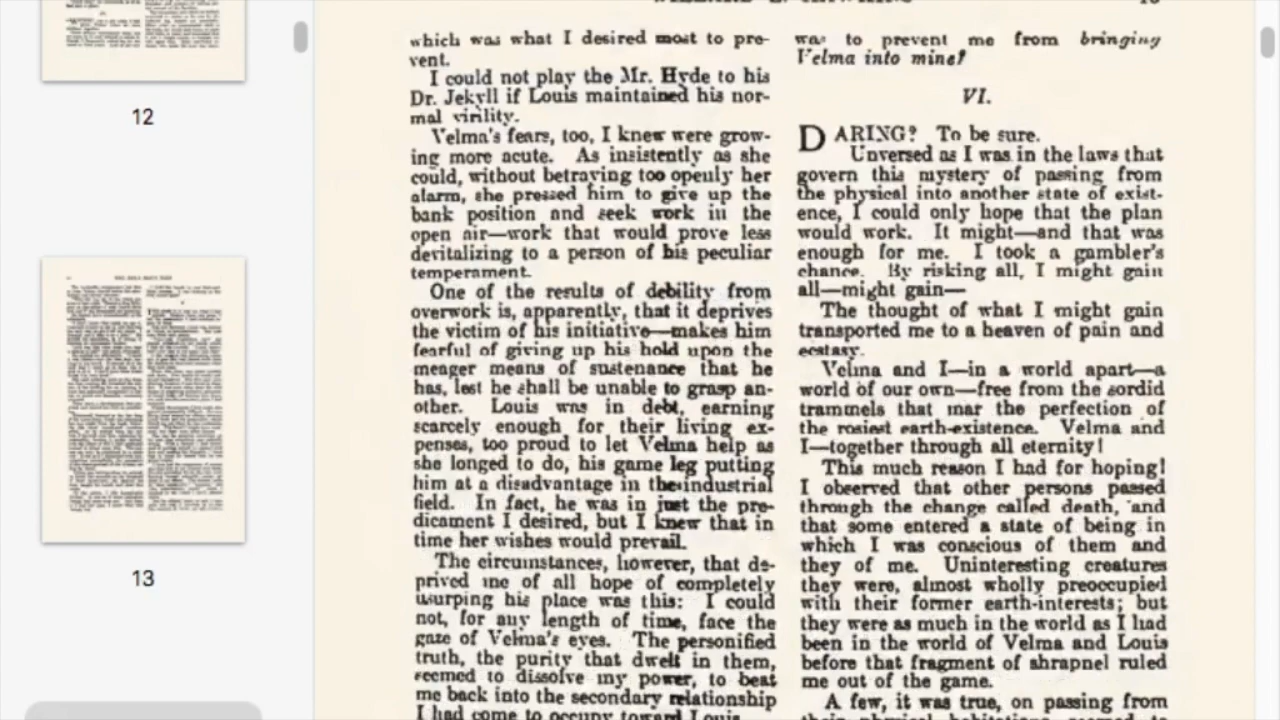 12
13
which was what I desired most to pre-
vent.
I could not play the Mr. Hyde to his
Dr. Jekyll if Louis maintained his nor-
mal virility.
Velma's fears, too, I knew were grow-
ing more acute. As insistently as she
could, without betraying too openly her
alarm, she pressed him to give up the
bank position and seek work in the
open air—work that would prove less
devitalizing to a person of his peculiar
temperament.
One of the results of debility from
overwork is, apparently, that it deprives
the victim of his initiative—makes him
fearful of giving up his hold upon the
meager means of sustenance that he
has, lest he shall be unable to grasp an-
other. Louis was in debt, earning
scarcely enough for their living ex-
penses, too proud to let Velma help as
she longed to do, his game leg putting
him at a disadvantage in the industrial
field. In fact, he was in just the pre-
dicament I desired, but I knew that in
time her wishes would prevail.
The circumstances, however, that de-
prived me of all hope of completely
usurping his place was this: I could
not, for any length of time, face the
gaze of Velma's eyes. The personified
truth, the purity that dwelt in them,
seemed to dissolve my power, to beat
me back into the secondary relationship
I had come to occupy toward Louis.
was to prevent me from bringing
Velma into mine!
VI.
DARING? To be sure.
Unversed as I was in the laws that
govern this mystery of passing from
the physical into another state of exist-
ence, I could only hope that the plan
would work. It might—and that was
enough for me. I took a gambler's
chance. By risking all, I might gain
all—might gain—
The thought of what I might gain
transported me to a heaven of pain and
ecstasy.
Velma and I—in a world apart—a
world of our own—free from the sordid
trammels that mar the perfection of
the rosiest earth-existence. Velma and
I—together through all eternity!
This much reason I had for hoping!
I observed that other persons passed
through the change called death, and
that some entered a state of being in
which I was conscious of them and
they of me. Uninteresting creatures
they were, almost wholly preoccupied
with their former earth-interests; but
they were as much in the world as I had
been in the world of Velma and Louis
before that fragment of shrapnel ruled
me out of the game.
A few, it was true, on passing from
their physical habitations, seemed to